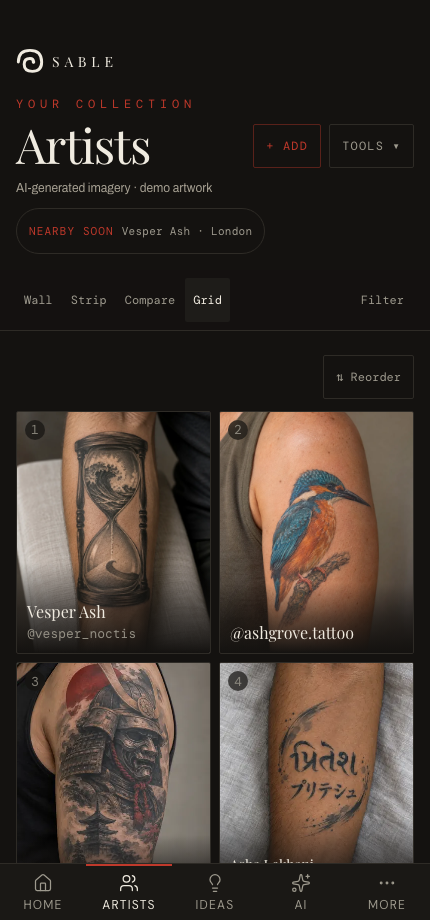 SABLE
YOUR COLLECTION
Artists
+ ADD
TOOLS ▾
AI-generated imagery · demo artwork
NEARBY SOON Vesper Ash · London
Wall Strip Compare Grid Filter
⇅ Reorder
1
2
Vesper Ash
@vesper_noctis
@ashgrove.tattoo
3
4
प्रितेश
プリテシュ
HOME ARTISTS IDEAS AI MORE